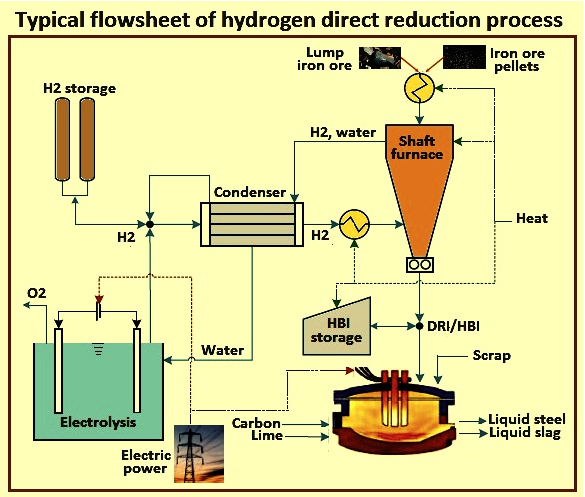 Typical flowsheet of hydrogen direct reduction process
Lump
iron ore
Iron ore
pellets
H2 storage
H2, water
Shaft
furnace
Condenser
Heat
H2
H2
O2
HBI
storage
DRI/HBI
Water
Scrap
Electrolysis
Carbon
Lime
Liquid steel
Liquid slag
Electric
power